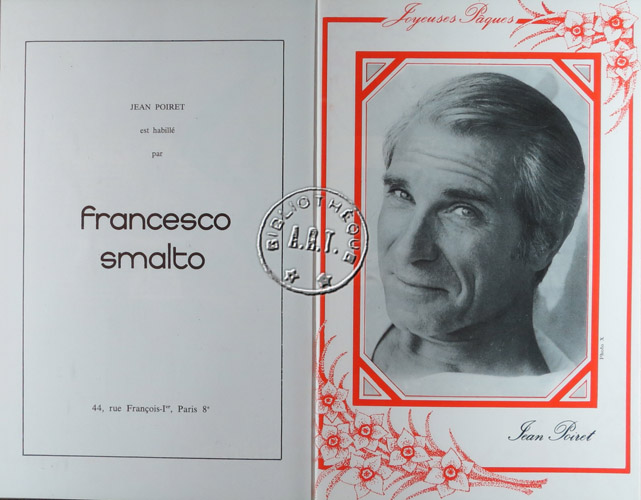 JEAN POIRET
est habillé
par
francesco
smalto
44, rue François-Iᵉʳ, Paris 8ᵉ
BIBLIOTHÈQUE
A.R.T.
Joyeuses Pâques
Photo X
Jean Poiret